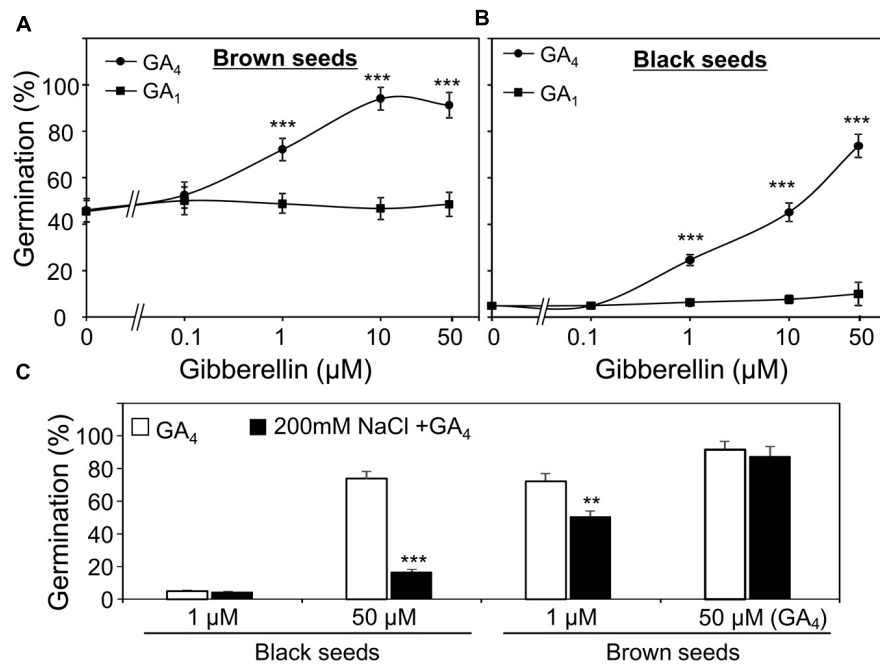 A
Brown seeds
GA4
GA1
***
***
***
Germination (%)
100
80
60
40
20
0
0
0.1
1
10
50
Gibberellin (µM)
B
Black seeds
GA4
GA1
***
***
***
0
0.1
1
10
50
Gibberellin (µM)
C
GA4
200mM NaCl +GA4
Germination (%)
100
80
60
40
20
0
***
**
1 µM
50 µM
1 µM
50 µM (GA4)
Black seeds
Brown seeds